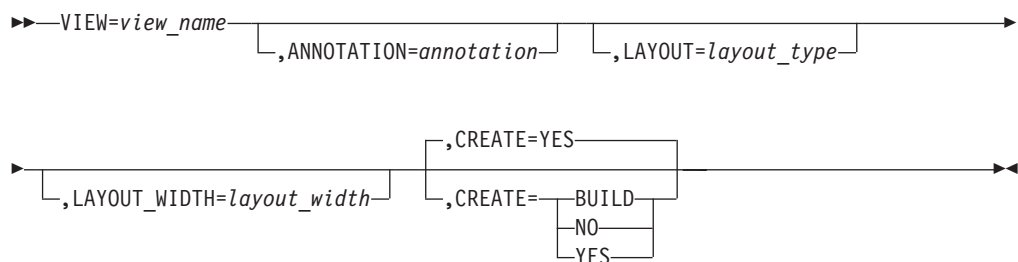 VIEW=view_name
,ANNOTATION=annotation ,LAYOUT=layout_type
,CREATE=YES
,LAYOUT_WIDTH=layout_width ,CREATE= BUILD
NO
YES